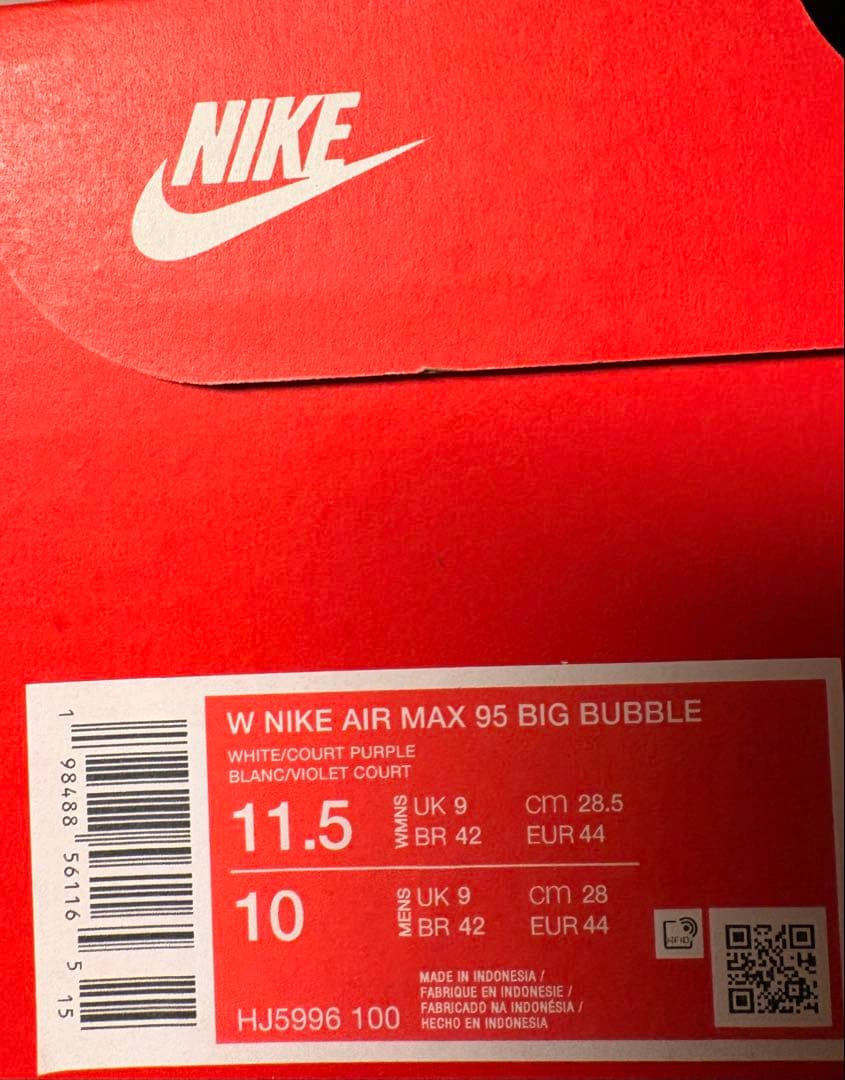 NIKE
W NIKE AIR MAX 95 BIG BUBBLE
WHITE/COURT PURPLE
BLANC/VIOLET COURT
11.5 WMNS UK 9 cm 28.5
BR 42 EUR 44
10 MENS UK 9 cm 28
BR 42 EUR 44
RFID
MADE IN INDONESIA /
FABRIQUE EN INDONESIE /
FABRICADO NA INDONÉSIA /
HECHO EN INDONESIA
HJ5996 100
1 98488 56116 5 15